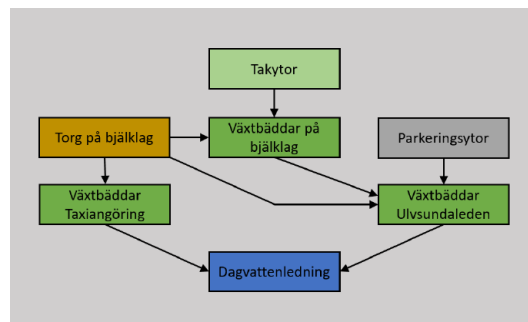 Takytor
Torg på bjälklag
Växtbäddar på
bjälklag
Parkeringsytor
Växtbäddar
Taxiangöring
Växtbäddar
Ulvsundaleden
Dagvattenledning